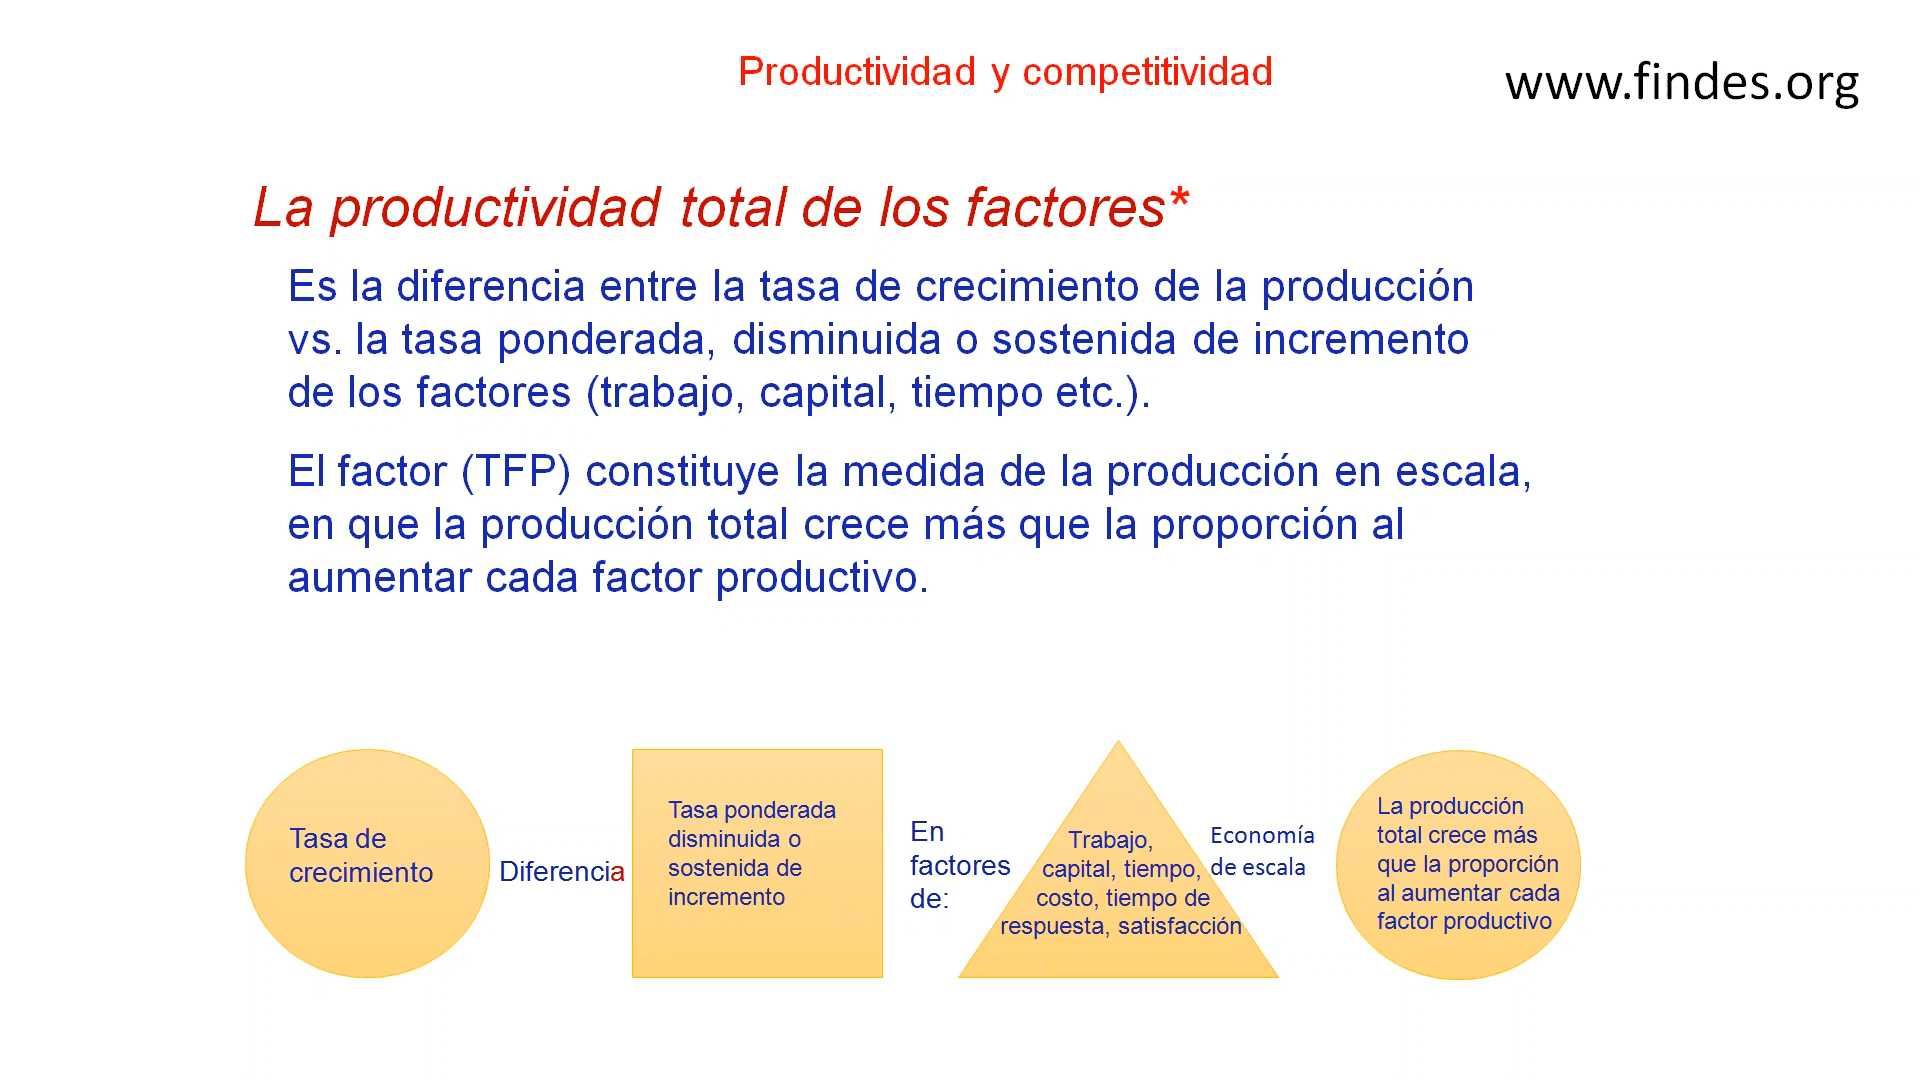 Productividad y competitividad
www.findes.org
La productividad total de los factores*
Es la diferencia entre la tasa de crecimiento de la producción
vs. la tasa ponderada, disminuida o sostenida de incremento
de los factores (trabajo, capital, tiempo etc.).
El factor (TFP) constituye la medida de la producción en escala,
en que la producción total crece más que la proporción al
aumentar cada factor productivo.
Tasa de
crecimiento
Diferencia
Tasa ponderada
disminuida o
sostenida de
incremento
En
factores
de:
Trabajo,
capital, tiempo,
costo, tiempo de
respuesta, satisfacción
Economía
de escala
La producción
total crece más
que la proporción
al aumentar cada
factor productivo